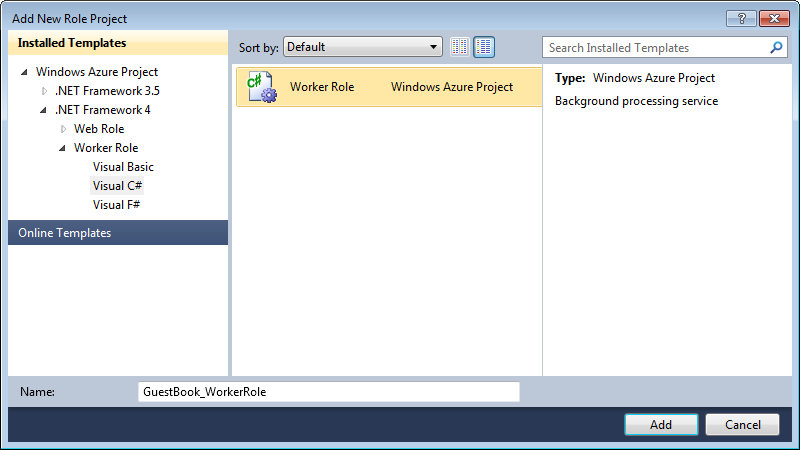 Add New Role Project
?
Installed Templates
Sort by: Default
Search Installed Templates
Windows Azure Project
.NET Framework 3.5
.NET Framework 4
Web Role
Worker Role
Visual Basic
Visual C#
Visual F#
Online Templates
C#
Worker Role Windows Azure Project
Type: Windows Azure Project
Background processing service
Name: GuestBook_WorkerRole
Add Cancel